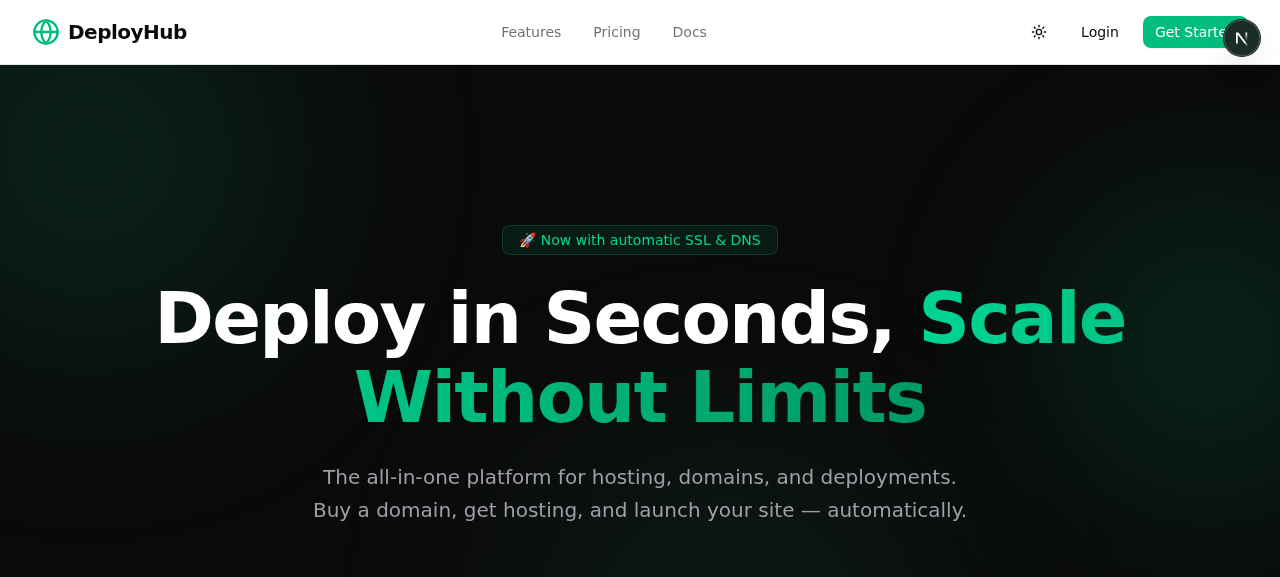 DeployHub
Features
Pricing
Docs
Login
Get Starte
N
🚀 Now with automatic SSL & DNS
Deploy in Seconds, Scale
Without Limits
The all-in-one platform for hosting, domains, and deployments.
Buy a domain, get hosting, and launch your site — automatically.